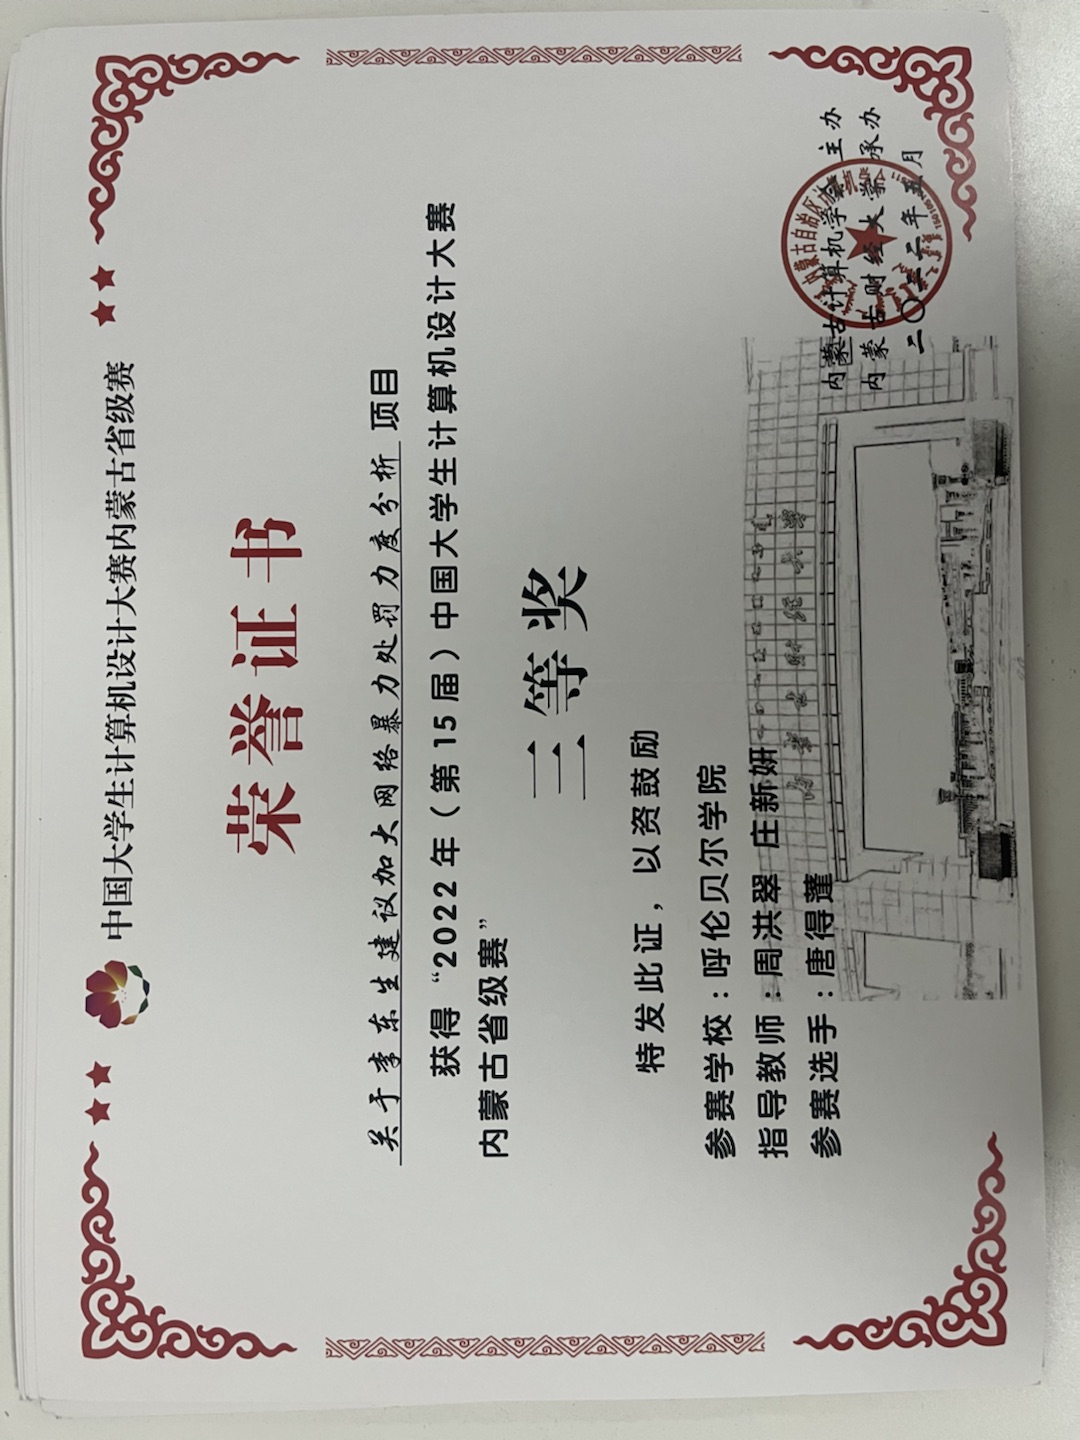 中国大学生计算机设计大赛内蒙古省级赛
荣誉证书
关于李东生建议加大网络暴力处罚力度分析 项目
获得“2022年（第15届）中国大学生计算机设计大赛
内蒙古省级赛”
三等奖
特发此证，以资鼓励
参赛学校：呼伦贝尔学院
指导教师：周洪翠 庄新妍
参赛选手：唐得蓬
内蒙古计算机学会 主办
内蒙古财经大学 承办
二〇二二年五月